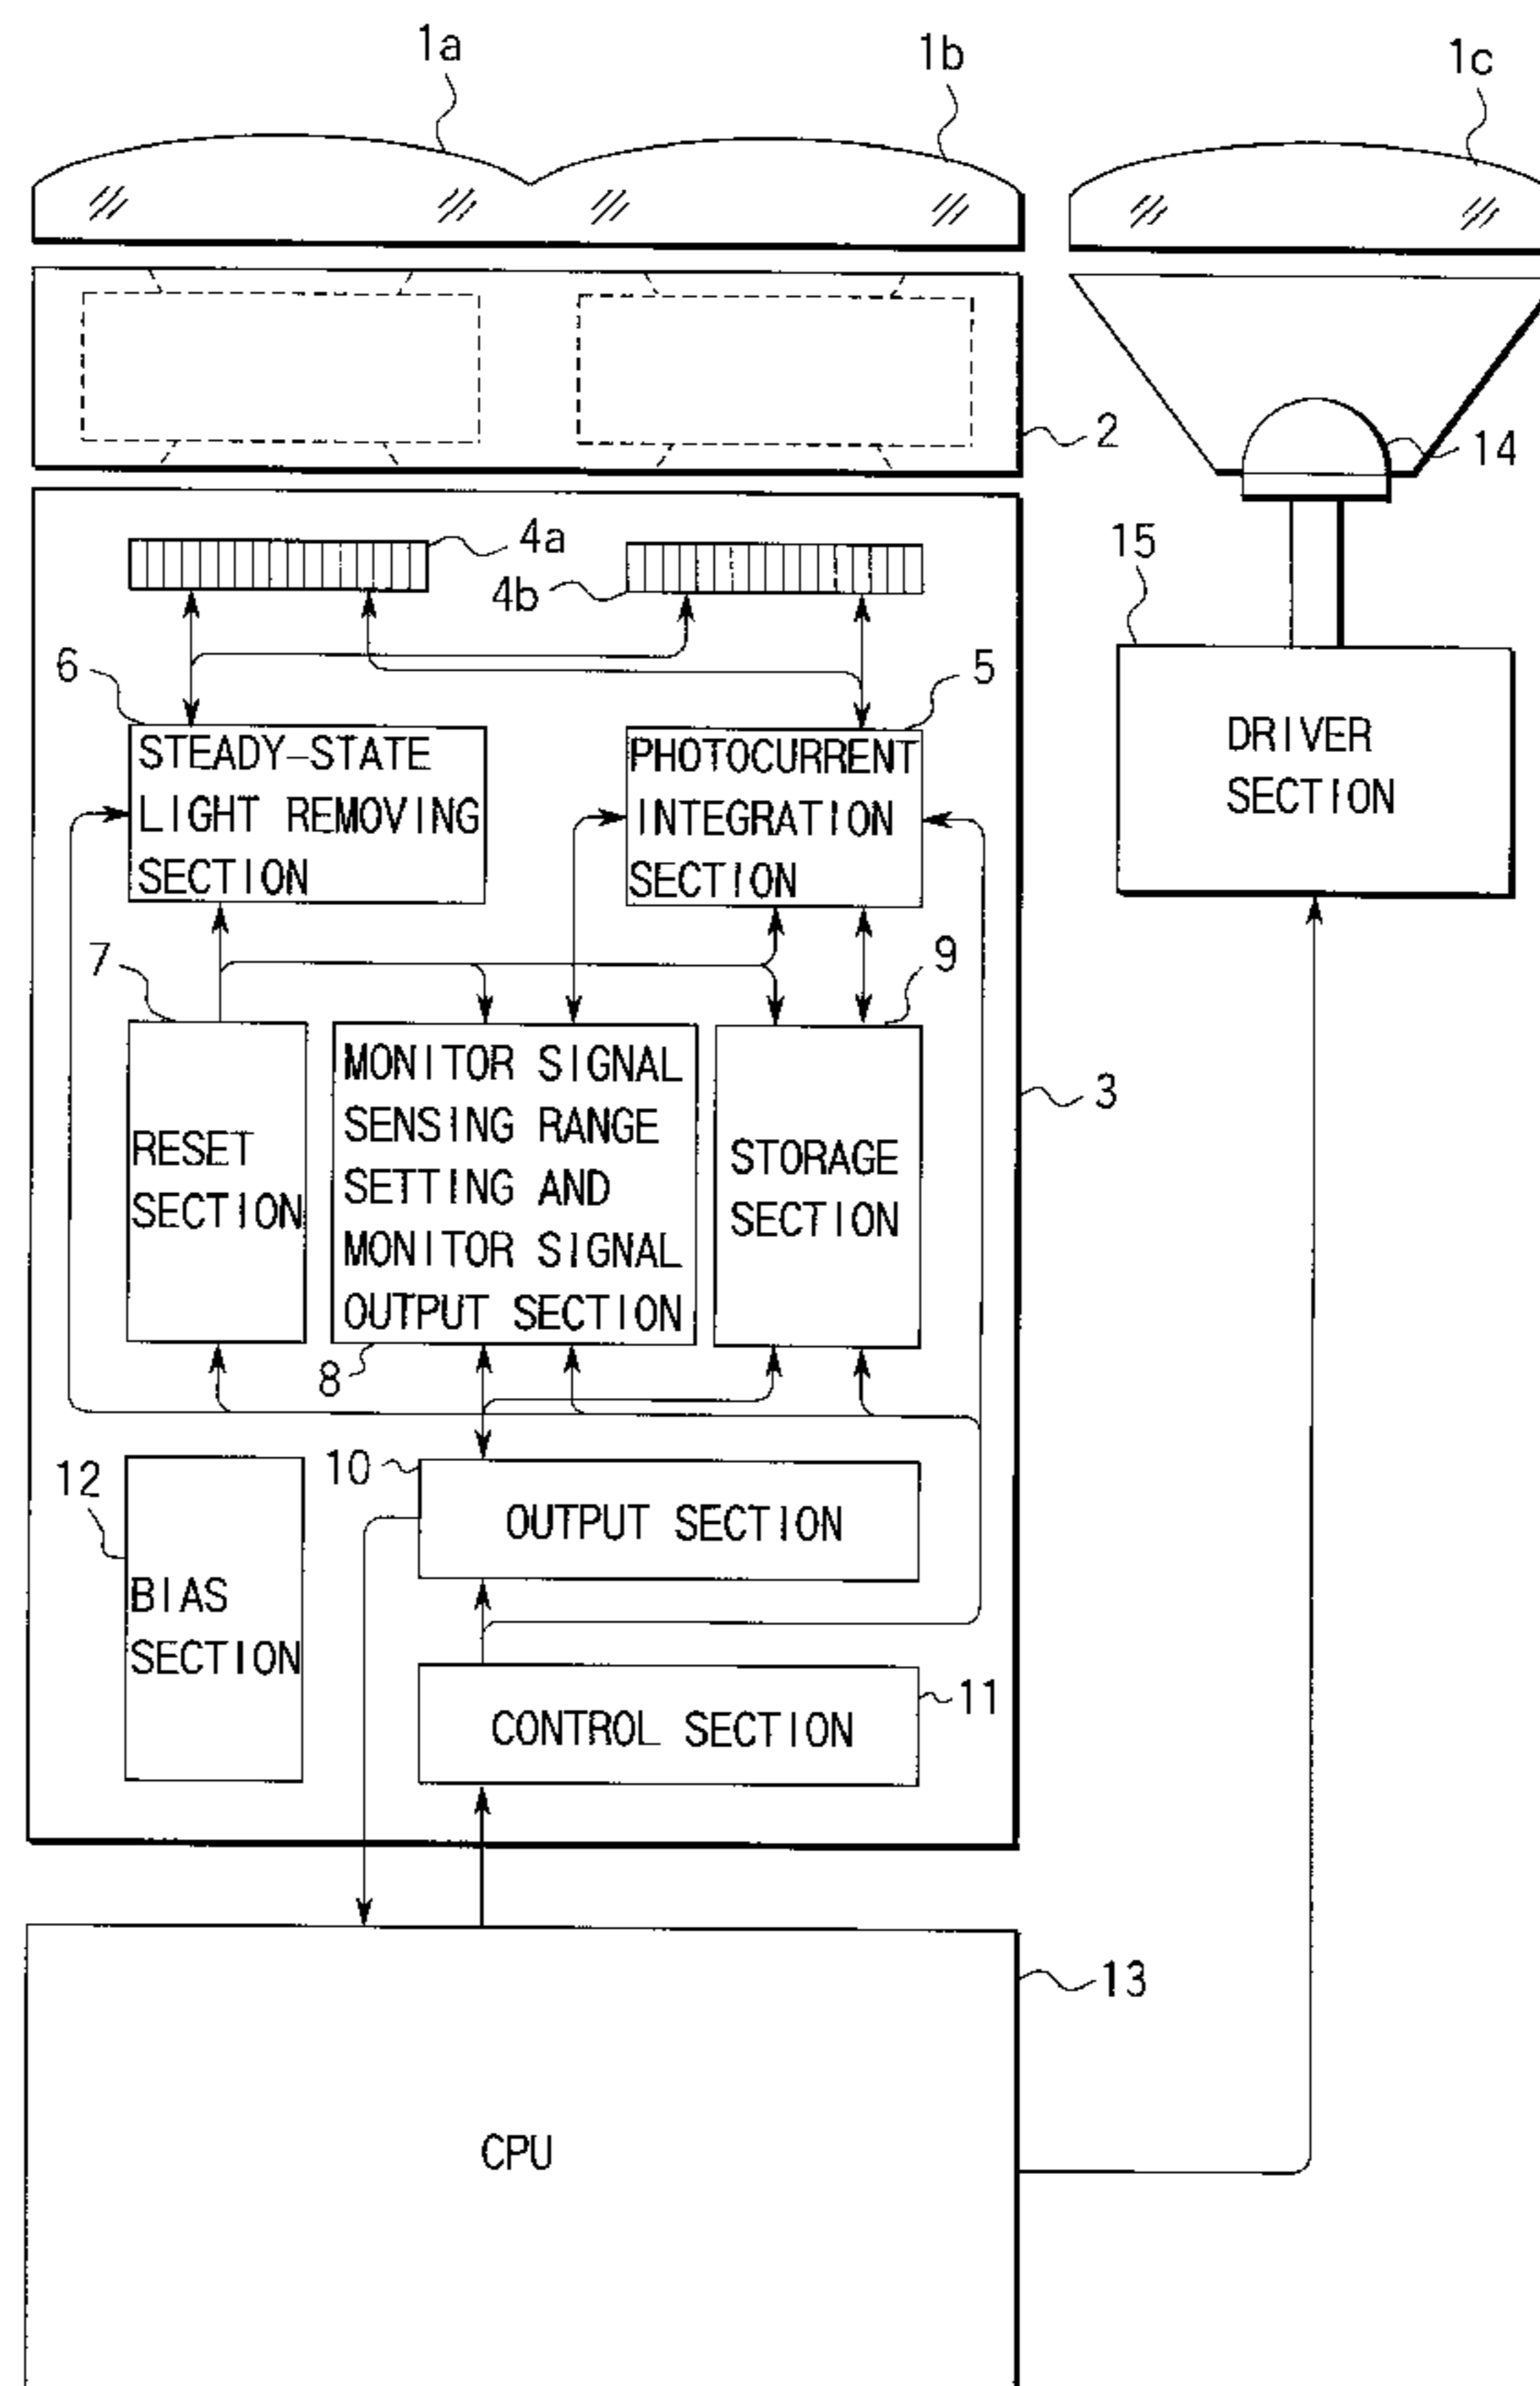 1a
1b
1c
2
14
4a
4b
15
6
5
STEADY-STATE
LIGHT REMOVING
SECTION
PHOTOCURRENT
INTEGRATION
SECTION
DRIVER
SECTION
7
9
RESET
SECTION
MONITOR SIGNAL
SENSING RANGE
SETTING AND
MONITOR SIGNAL
OUTPUT SECTION
STORAGE
SECTION
3
8
12
10
OUTPUT SECTION
BIAS
SECTION
11
CONTROL SECTION
13
CPU